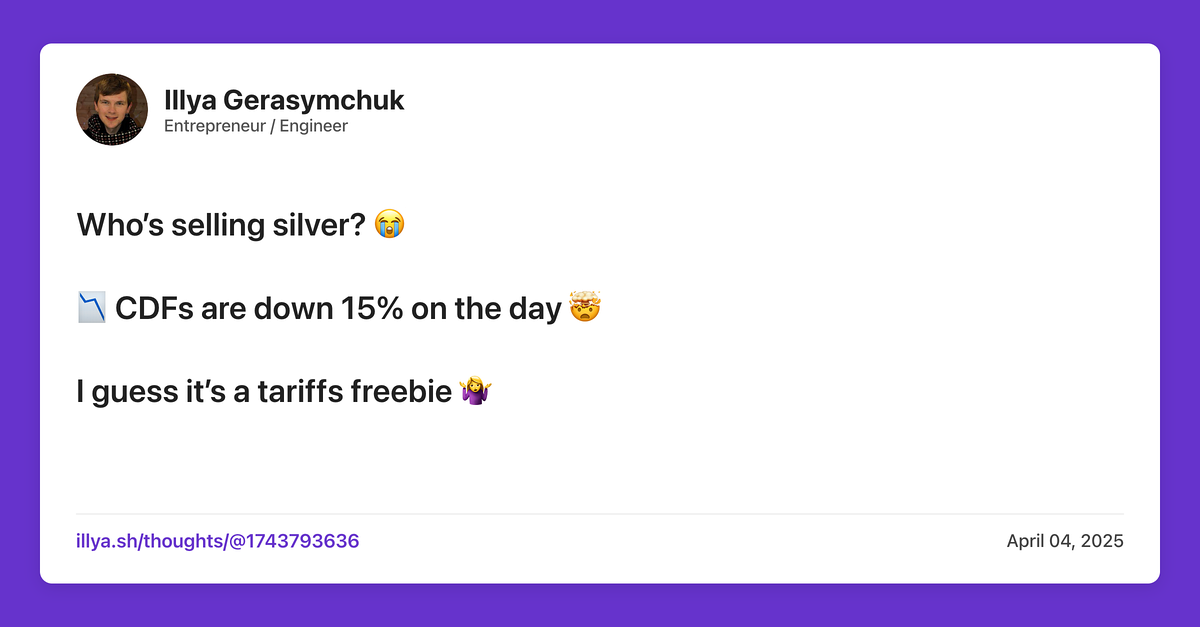 Illya Gerasymchuk
Entrepreneur / Engineer
Who’s selling silver? 😭
📉 CDFs are down 15% on the day 🤯
I guess it’s a tariffs freebie 🤷‍♀️
illya.sh/thoughts/@1743793636
April 04, 2025